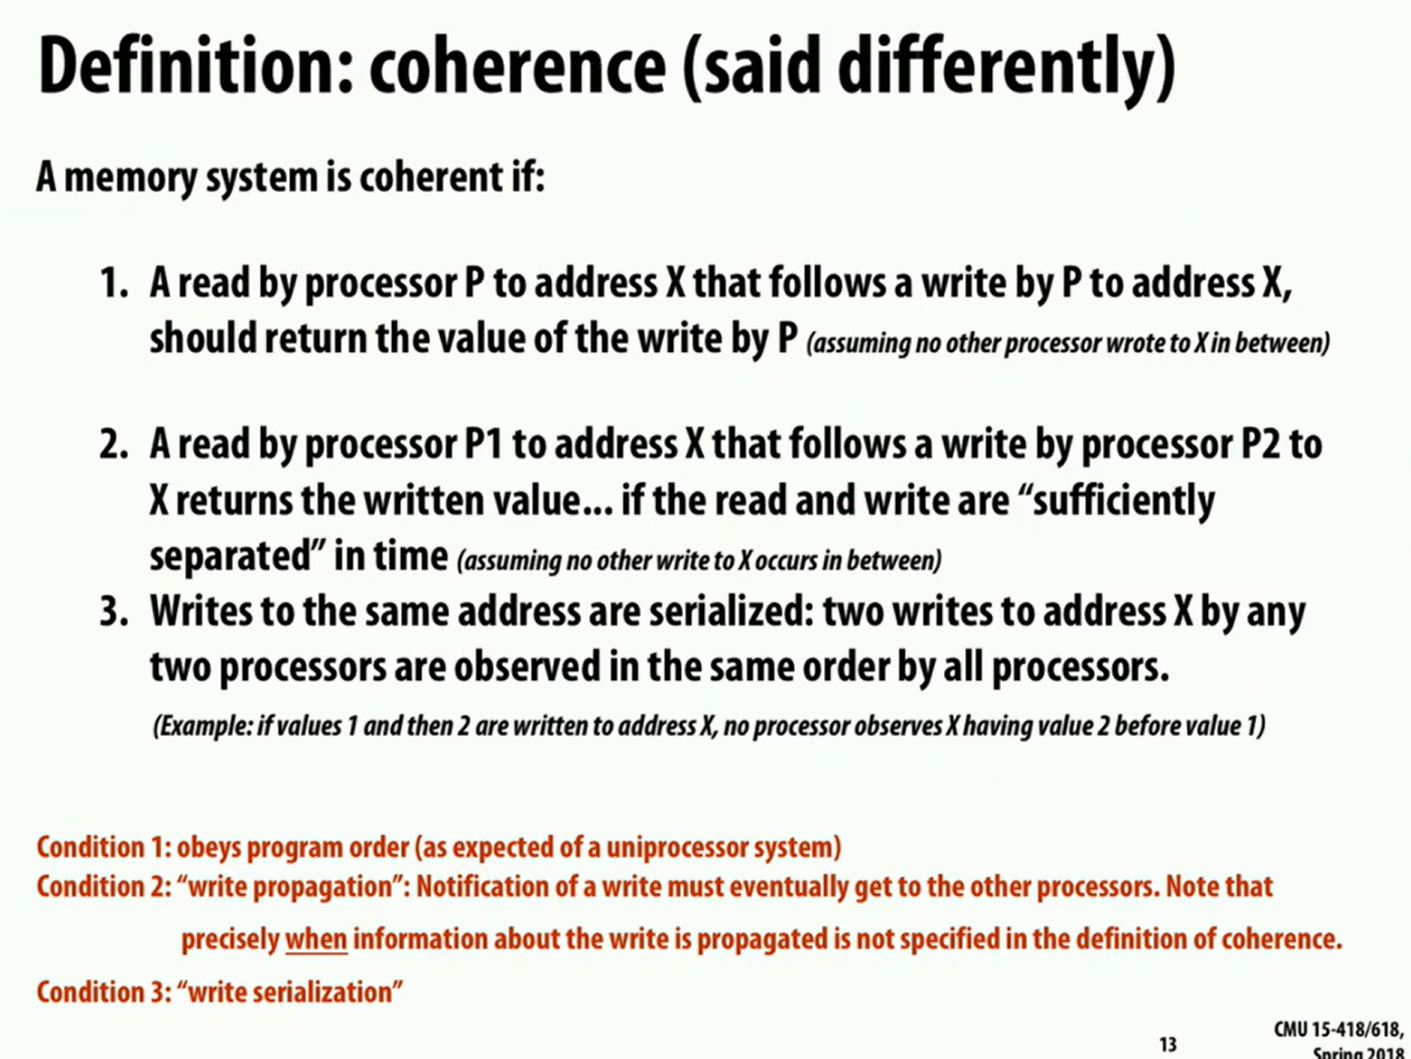 Definition: coherence (said differently)
A memory system is coherent if:
1. A read by processor P to address X that follows a write by P to address X,
should return the value of the write by P (assuming no other processor wrote to X in between)
2. A read by processor P1 to address X that follows a write by processor P2 to
X returns the written value... if the read and write are “sufficiently
separated” in time (assuming no other write to X occurs in between)
3. Writes to the same address are serialized: two writes to address X by any
two processors are observed in the same order by all processors.
(Example: if values 1 and then 2 are written to address X, no processor observes X having value 2 before value 1)
Condition 1: obeys program order (as expected of a uniprocessor system)
Condition 2: “write propagation”: Notification of a write must eventually get to the other processors. Note that
precisely when information about the write is propagated is not specified in the definition of coherence.
Condition 3: “write serialization”
13
CMU 15-418/618,
Spring 2018